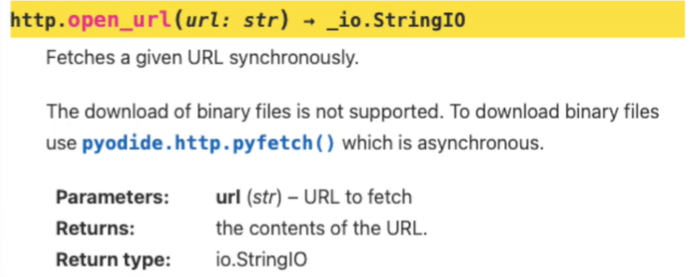 http.open_url(url: str) → _io.StringIO
Fetches a given URL synchronously.
The download of binary files is not supported. To download binary files
use pyodide.http.pyfetch() which is asynchronous.
Parameters: url (str) – URL to fetch
Returns: the contents of the URL.
Return type: io.StringIO